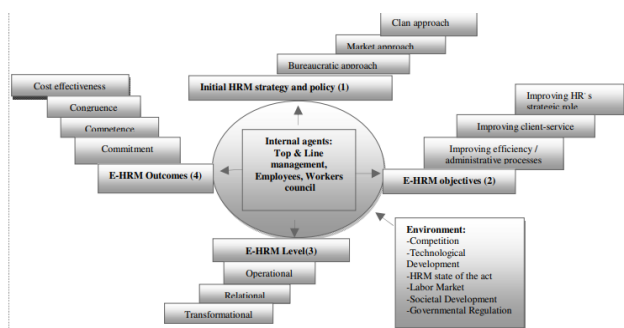 Clan approach
Market approach
Bureaucratic approach
Initial HRM strategy and policy (1)
Cost effectiveness
Congruence
Competence
Commitment
E-HRM Outcomes (4)
Internal agents:
Top & Line
management,
Employees, Workers
council
Improving HR's
strategic role
Improving client-service
Improving efficiency /
administrative processes
E-HRM objectives (2)
E-HRM Level(3)
Operational
Relational
Transformational
Environment:
-Competition
-Technological
Development
-HRM state of the act
-Labor Market
-Societal Development
-Governmental Regulation